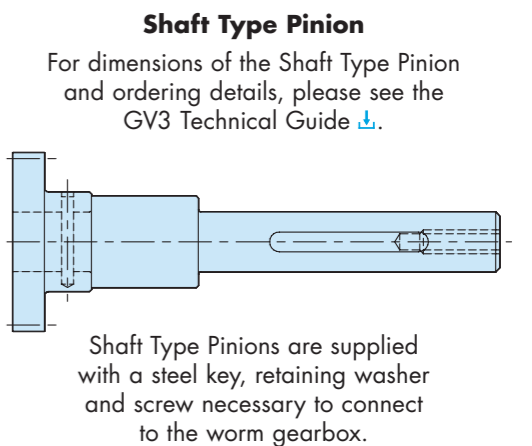 Shaft Type Pinion
For dimensions of the Shaft Type Pinion
and ordering details, please see the
GV3 Technical Guide .
Shaft Type Pinions are supplied
with a steel key, retaining washer
and screw necessary to connect
to the worm gearbox.